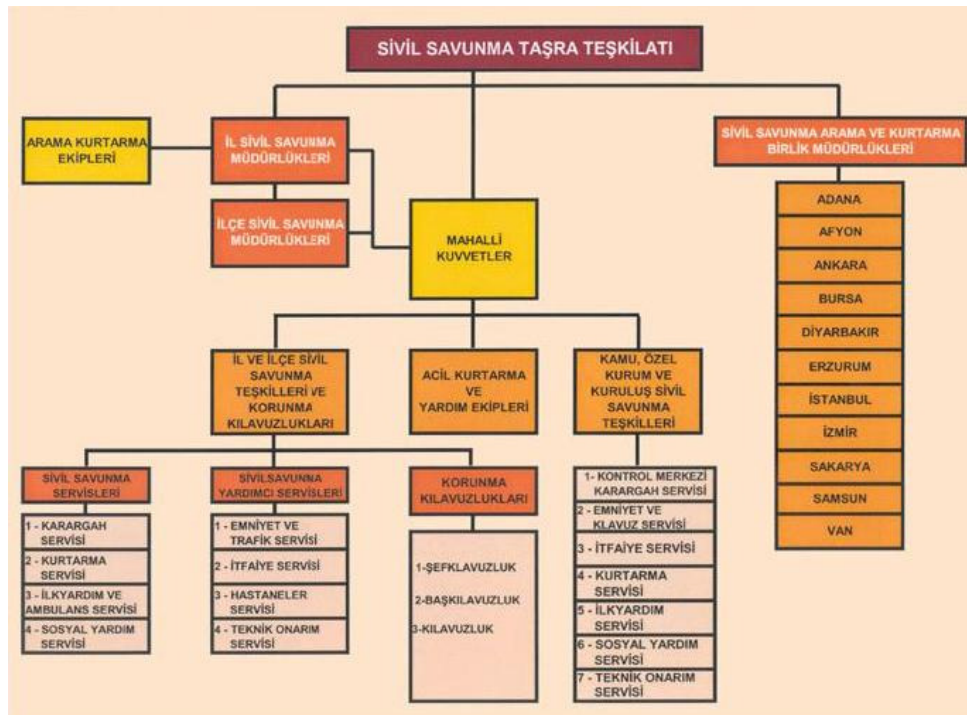 SİVİL SAVUNMA TAŞRA TEŞKİLATI
ARAMA KURTARMA
EKİPLERİ
İL SİVİL SAVUNMA
MÜDÜRLÜKLERİ
SİVİL SAVUNMA ARAMA VE KURTARMA
BİRLİK MÜDÜRLÜKLERİ
İLÇE SİVİL SAVUNMA
MÜDÜRLÜKLERİ
MAHALLİ
KUVVETLER
ADANA
AFYON
ANKARA
BURSA
DİYARBAKIR
ERZURUM
İSTANBUL
İZMİR
SAKARYA
SAMSUN
VAN
İL VE İLÇE SİVİL
SAVUNMA
TEŞKİLLERİ VE
KORUNMA
KILAVUZLUKLARI
ACİL KURTARMA
VE
YARDIM EKİPLERİ
KAMU, ÖZEL
KURUM VE
KURULUŞ SİVİL
SAVUNMA
TEŞKİLLERİ
SİVİL SAVUNMA
SERVİSLERİ
1 - KARARGAH
SERVİSİ
2 - KURTARMA
SERVİSİ
3 - İLKYARDIM VE
AMBULANS SERVİSİ
4 - SOSYAL YARDIM
SERVİSİ
SİVİLSAVUNMA
YARDIMCI SERVİSLERİ
1 - EMNİYET VE
TRAFİK SERVİSİ
2 - İTFAİYE SERVİSİ
3 - HASTANELER
SERVİSİ
4 - TEKNİK ONARIM
SERVİSİ
KORUNMA
KILAVUZLUKLARI
1-ŞEFKLAVUZLUK
2-BAŞKILAVUZLUK
3-KILAVUZLUK
1- KONTROL MERKEZİ
KARARGAH SERVİSİ
2 - EMNİYET VE
KLAVUZ SERVİSİ
3 - İTFAİYE SERVİSİ
4 - KURTARMA
SERVİSİ
5 - İLKYARDIM
SERVİSİ
6 - SOSYAL YARDIM
SERVİSİ
7 - TEKNİK ONARIM
SERVİSİ